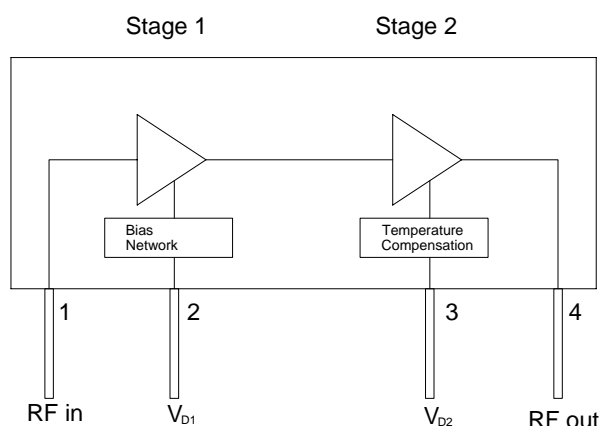 Stage 1 Stage 2
Bias
Network
Temperature
Compensation
1 2 3 4
RF in VD1 VD2 RF out